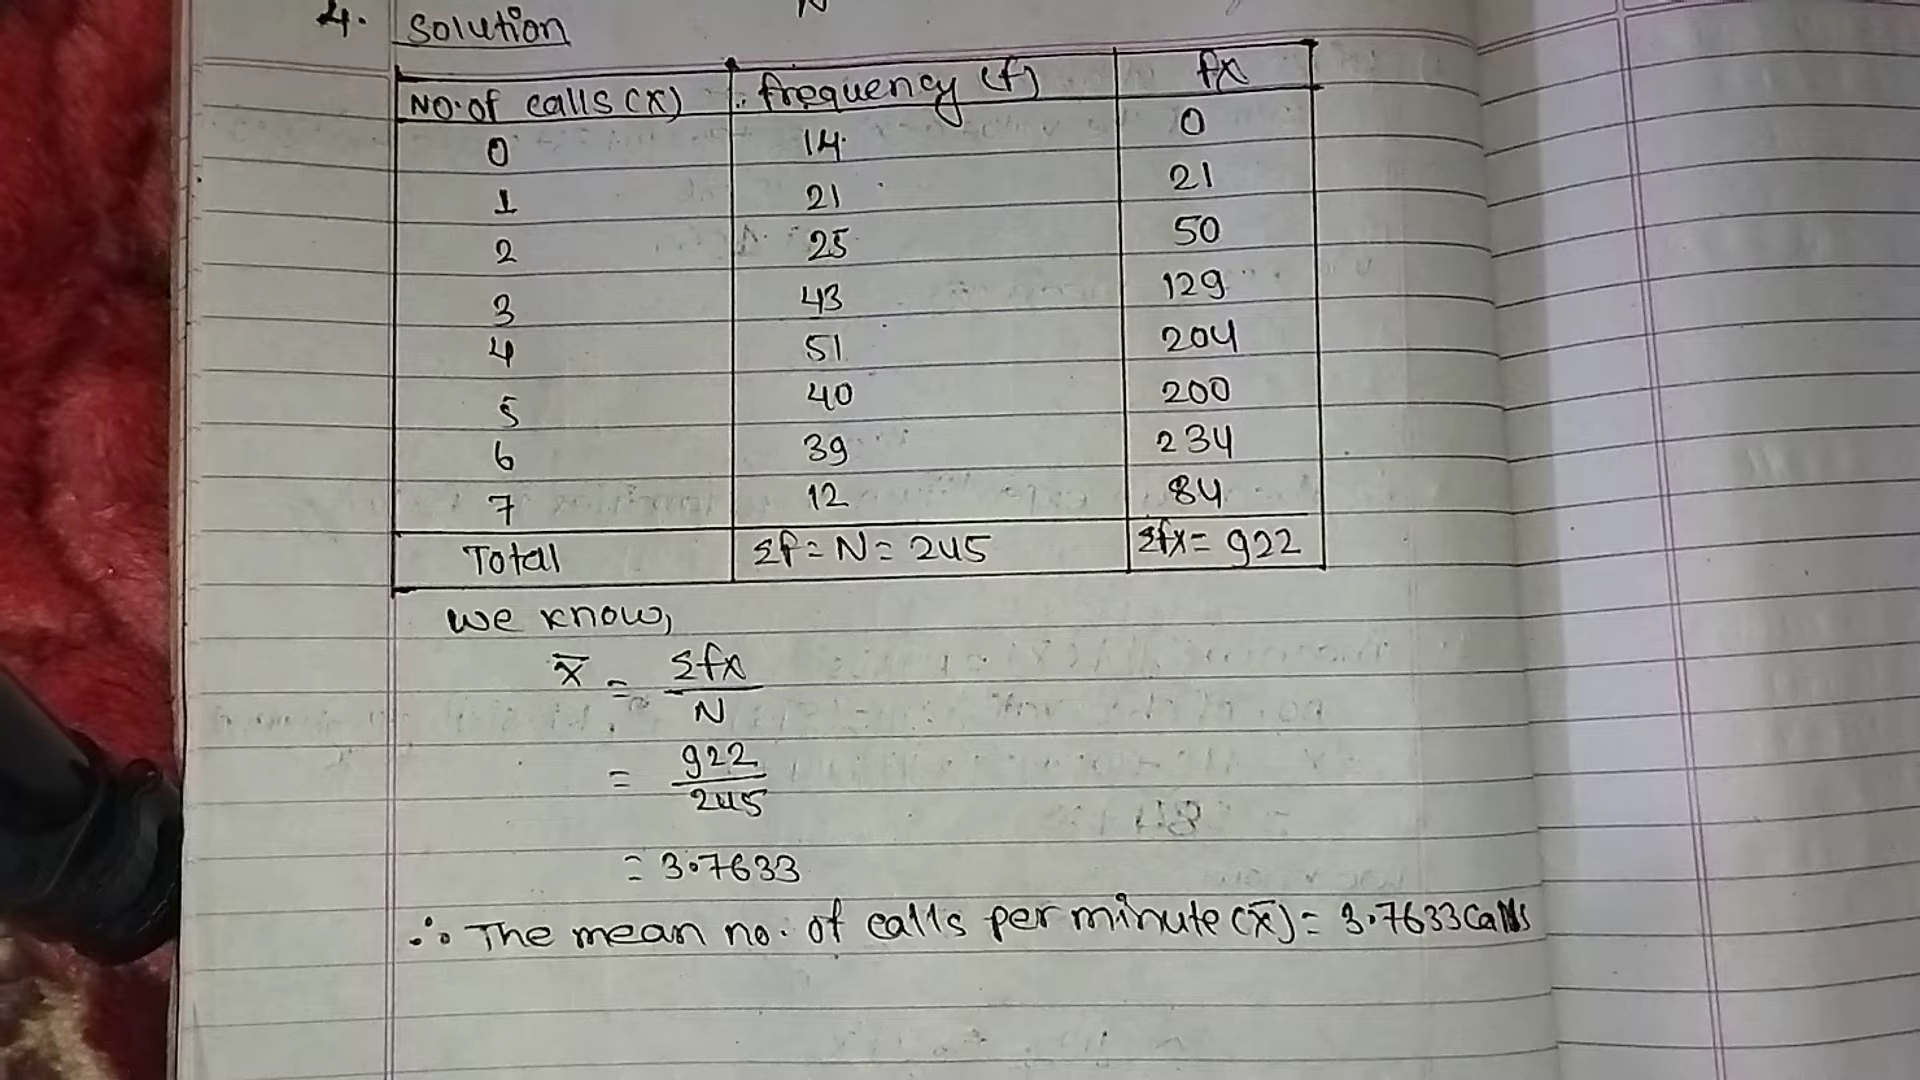 4. Solution
No. of calls (x) frequency (f) fx
0 14 0
1 21 21
2 25 50
3 43 129
4 51 204
5 40 200
6 39 234
7 12 84
Total Σf = N = 245 Σfx = 922
we know,
x̄ = Σfx
N
= 922
245
= 3.7633
∴ The mean no. of calls per minute (x̄) = 3.7633 calls